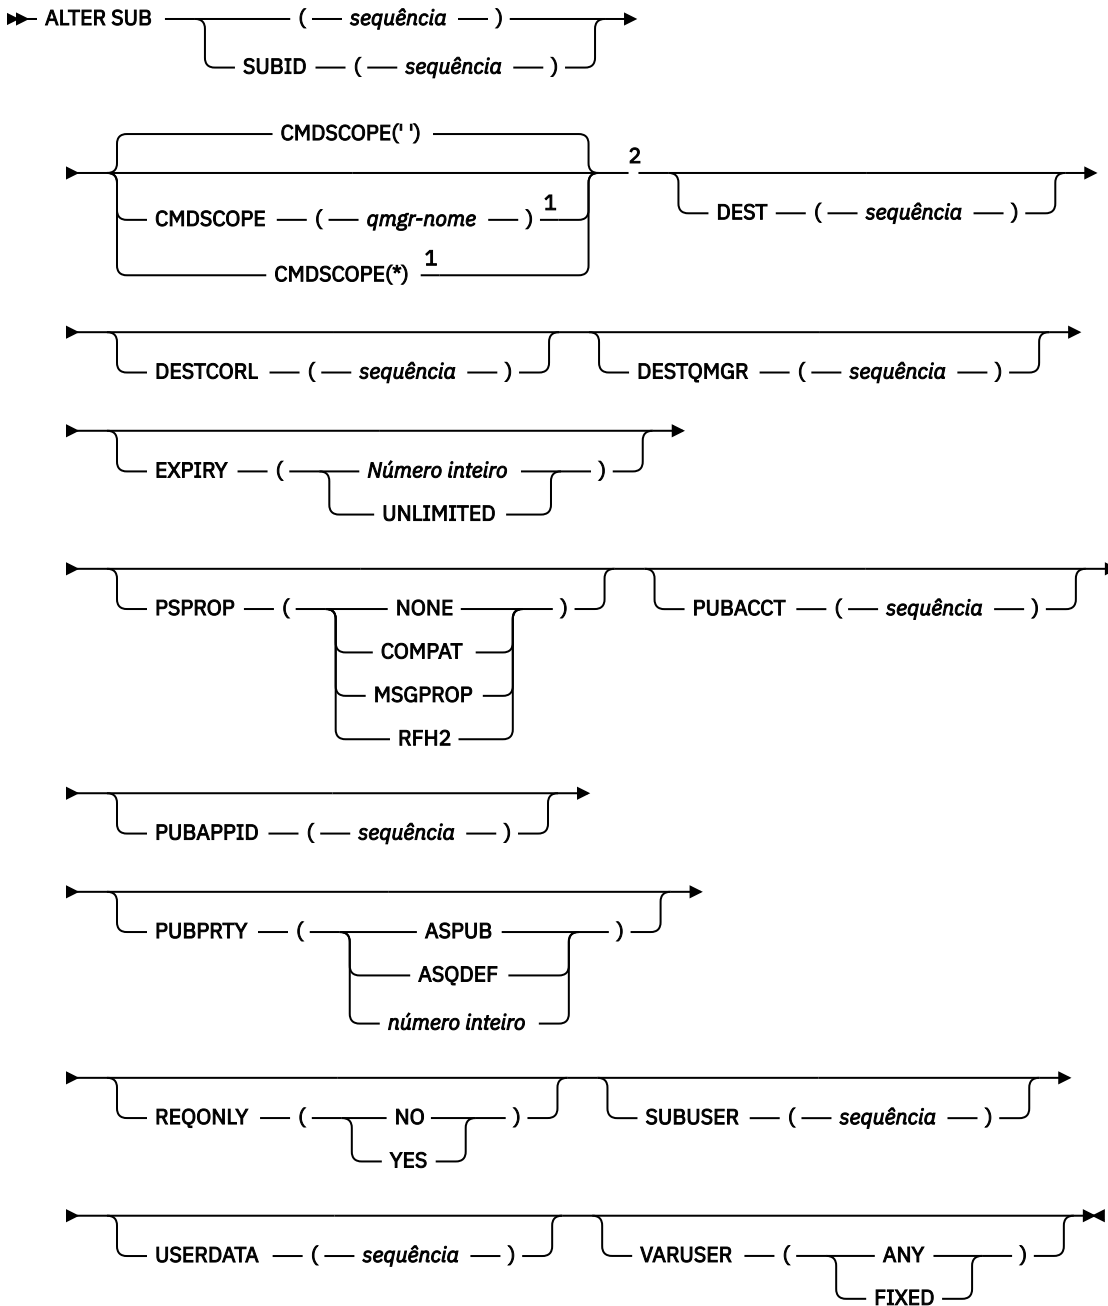 ALTER SUB ( sequência )
SUBID ( sequência )
CMDSCOPE(' ')
2
CMDSCOPE ( qmgr-nome ) 1
DEST ( sequência )
CMDSCOPE(*) 1
DESTCORL ( sequência ) DESTQMGR ( sequência )
EXPIRY ( Número inteiro )
UNLIMITED
PSPROP ( NONE ) PUBACCT ( sequência )
COMPAT
MSGPROP
RFH2
PUBAPPID ( sequência )
PUBPRTY ( ASPUB )
ASQDEF
número inteiro
REQONLY ( NO ) SUBUSER ( sequência )
YES
USERDATA ( sequência ) VARUSER ( ANY )
FIXED